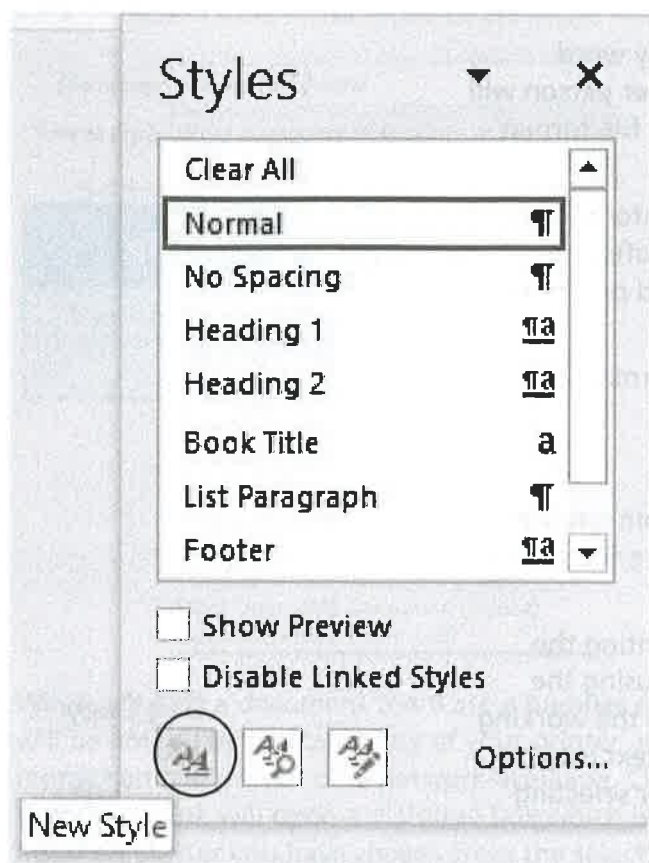 Styles
Clear All
Normal ¶
No Spacing ¶
Heading 1 ¶a
Heading 2 ¶a
Book Title a
List Paragraph ¶
Footer ¶a
Show Preview
Disable Linked Styles
Options...
New Style